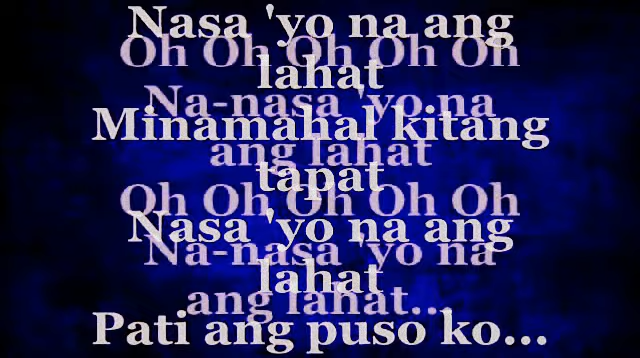 Nasa 'yo na ang
Oh Oh Oh Oh Oh
lahat
Na-nasa 'yo na
Minamahal kitang
ang lahat
tapat
Oh Oh Oh Oh Oh
Nasa 'yo na ang
Na-nasa 'yo na
lahat
ang lahat...
Pati ang puso ko...